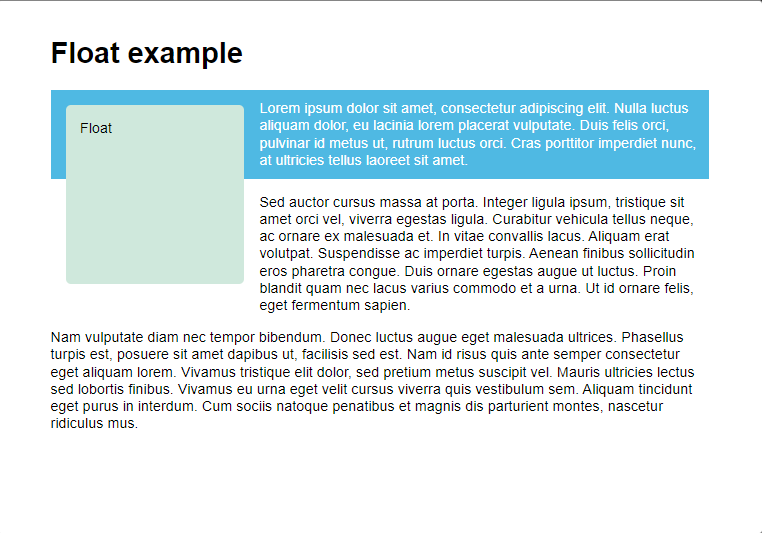 Float example
Float
Lorem ipsum dolor sit amet, consectetur adipiscing elit. Nulla luctus
aliquam dolor, eu lacinia lorem placerat vulputate. Duis felis orci,
pulvinar id metus ut, rutrum luctus orci. Cras porttitor imperdiet nunc,
at ultricies tellus laoreet sit amet.
Sed auctor cursus massa at porta. Integer ligula ipsum, tristique sit
amet orci vel, viverra egestas ligula. Curabitur vehicula tellus neque,
ac ornare ex malesuada et. In vitae convallis lacus. Aliquam erat
volutpat. Suspendisse ac imperdiet turpis. Aenean finibus sollicitudin
eros pharetra congue. Duis ornare egestas augue ut luctus. Proin
blandit quam nec lacus varius commodo et a urna. Ut id ornare felis,
eget fermentum sapien.
Nam vulputate diam nec tempor bibendum. Donec luctus augue eget malesuada ultrices. Phasellus
turpis est, posuere sit amet dapibus ut, facilisis sed est. Nam id risus quis ante semper consectetur
eget aliquam lorem. Vivamus tristique elit dolor, sed pretium metus suscipit vel. Mauris ultricies lectus
sed lobortis finibus. Vivamus eu urna eget velit cursus viverra quis vestibulum sem. Aliquam tincidunt
eget purus in interdum. Cum sociis natoque penatibus et magnis dis parturient montes, nascetur
ridiculus mus.